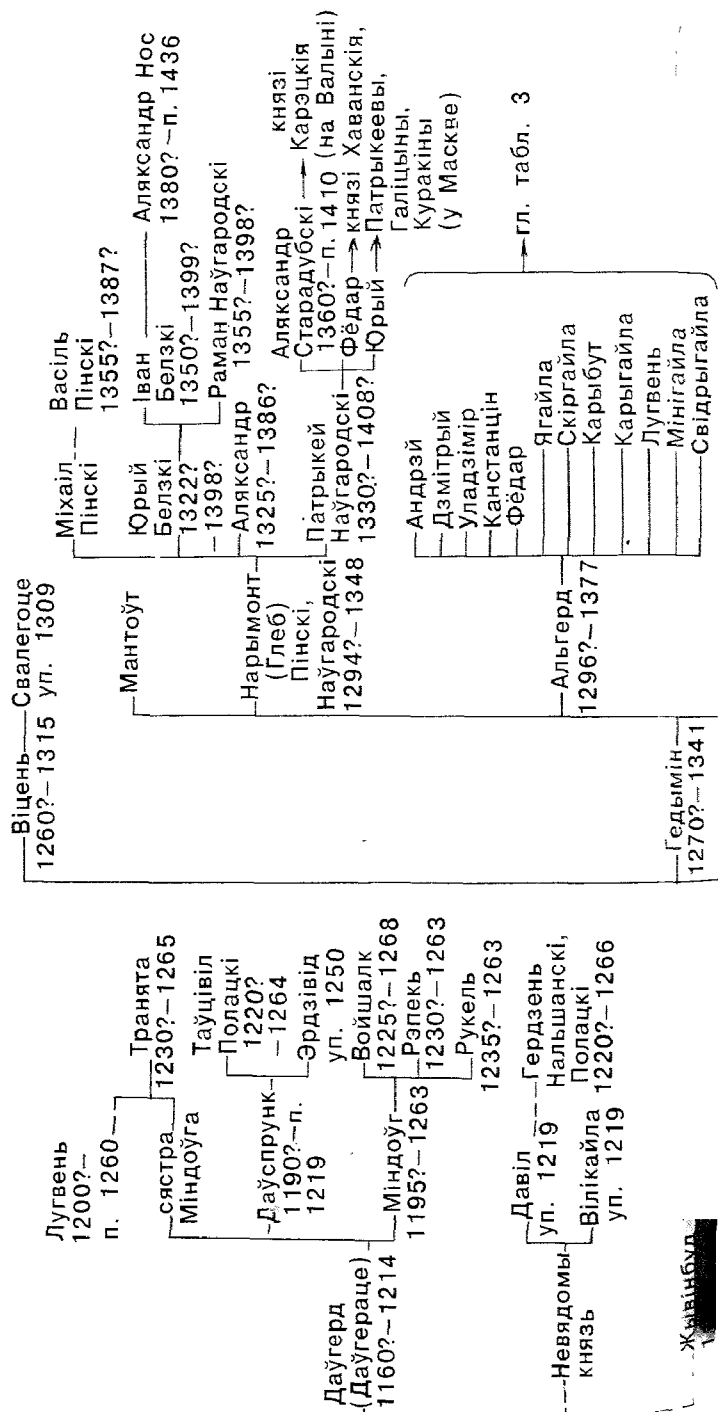 Даўгерд
(Даўгераце)
1160?–1214
Невядомы
князь
Жывінбуд
Лугвень
1200?–
п. 1260
сястра
Міндоўга
Даўспрунк
1190?–п.
1219
Міндоўг
1195?–1263
Давіл
уп. 1219
Вілікайла
уп. 1219
Транята
1230?–1265
Таўцівіл
Полацкі
1220?
–1264
Эрдзівід
уп. 1250
Войшалк
1225?–1268
Рэпекь
1230?–1263
Рукель
1235?–1263
Гердзень
Нальшанскі,
Полацкі
1220?–1266
Віцень
1260?–1315
Свалегоце
уп. 1309
Гедымін
1270?–1341
Мантоўт
Нарымонт
(Глеб)
Пінскі,
Наўгародскі
1294?–1348
Альгерд
1296?–1377
Міхаіл
Пінскі
Васіль
Пінскі
1355?–1387?
Юрый
Белзкі
1322?
–1398?
Іван
Белзкі
1350?–1399?
Аляксандр Нос
1380?–п. 1436
Раман Наўгародскі
1355?–1398?
Аляксандр
1325?–1386?
Патрыкей
Наўгародскі
1330?–1408?
Аляксандр
Старадубскі
1360?–п. 1410
князі
Карэцкія
(на Валыні)
Фёдар
князі Хаванскія,
Юрый
Патрыкеевы,
Галіцыны,
Куракіны
(у Маскве)
Андрэй
Дзмітрый
Уладзімір
Канстанцін
Фёдар
Ягайла
Скіргайла
Карыбут
Карыгайла
Лугвень
Мінігайла
Свідрыгайла
гл. табл. 3